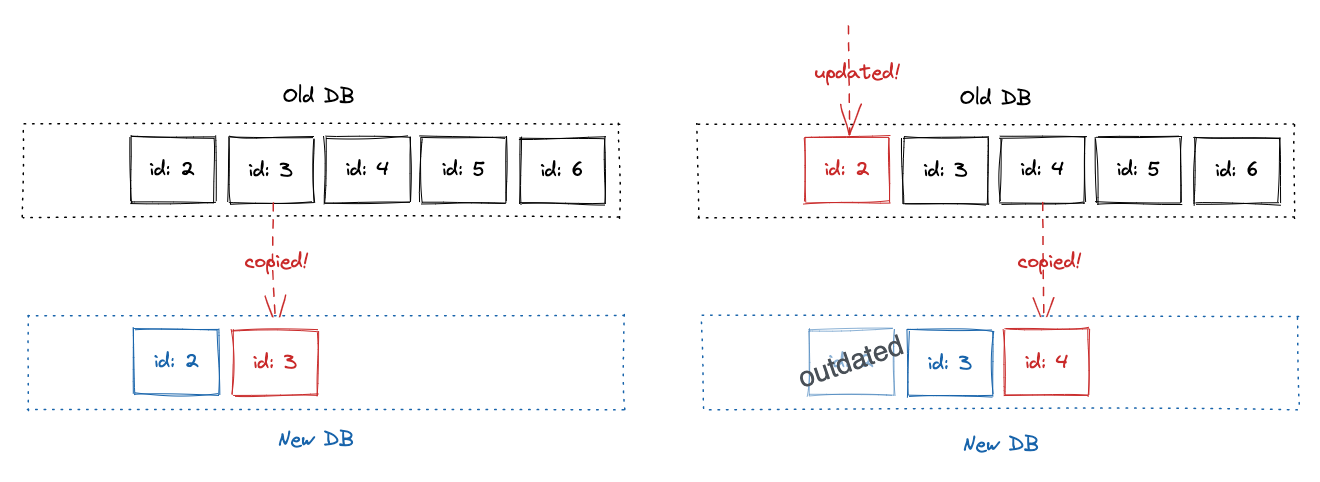 Old DB
id: 2 id: 3 id: 4 id: 5 id: 6
copied!
id: 2 id: 3
New DB
updated!
Old DB
id: 2 id: 3 id: 4 id: 5 id: 6
copied!
outdated id: 3 id: 4
New DB